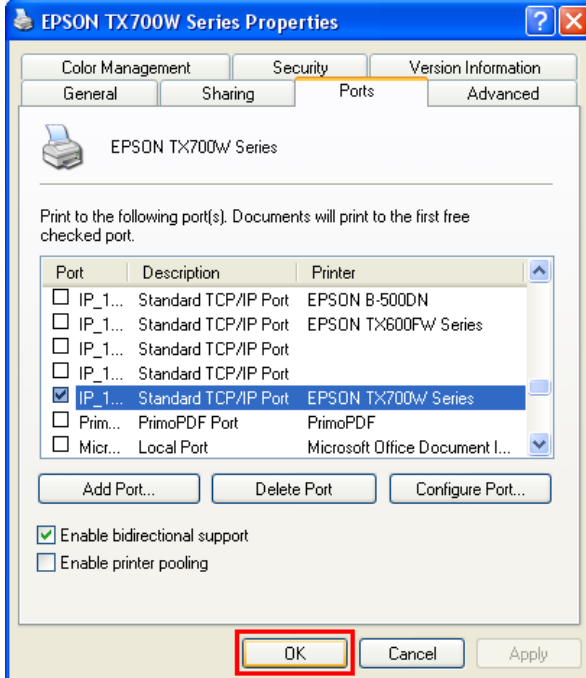 EPSON TX700W Series Properties
Color Management Security Version Information
General Sharing Ports Advanced
EPSON TX700W Series
Print to the following port(s). Documents will print to the first free
checked port.
Port Description Printer
IP_1... Standard TCP/IP Port EPSON B-500DN
IP_1... Standard TCP/IP Port EPSON TX600FW Series
IP_1... Standard TCP/IP Port
IP_1... Standard TCP/IP Port
IP_1... Standard TCP/IP Port EPSON TX700W Series
Prim... PrimoPDF Port PrimoPDF
Micr... Local Port Microsoft Office Document I...
Add Port... Delete Port Configure Port...
Enable bidirectional support
Enable printer pooling
OK Cancel Apply